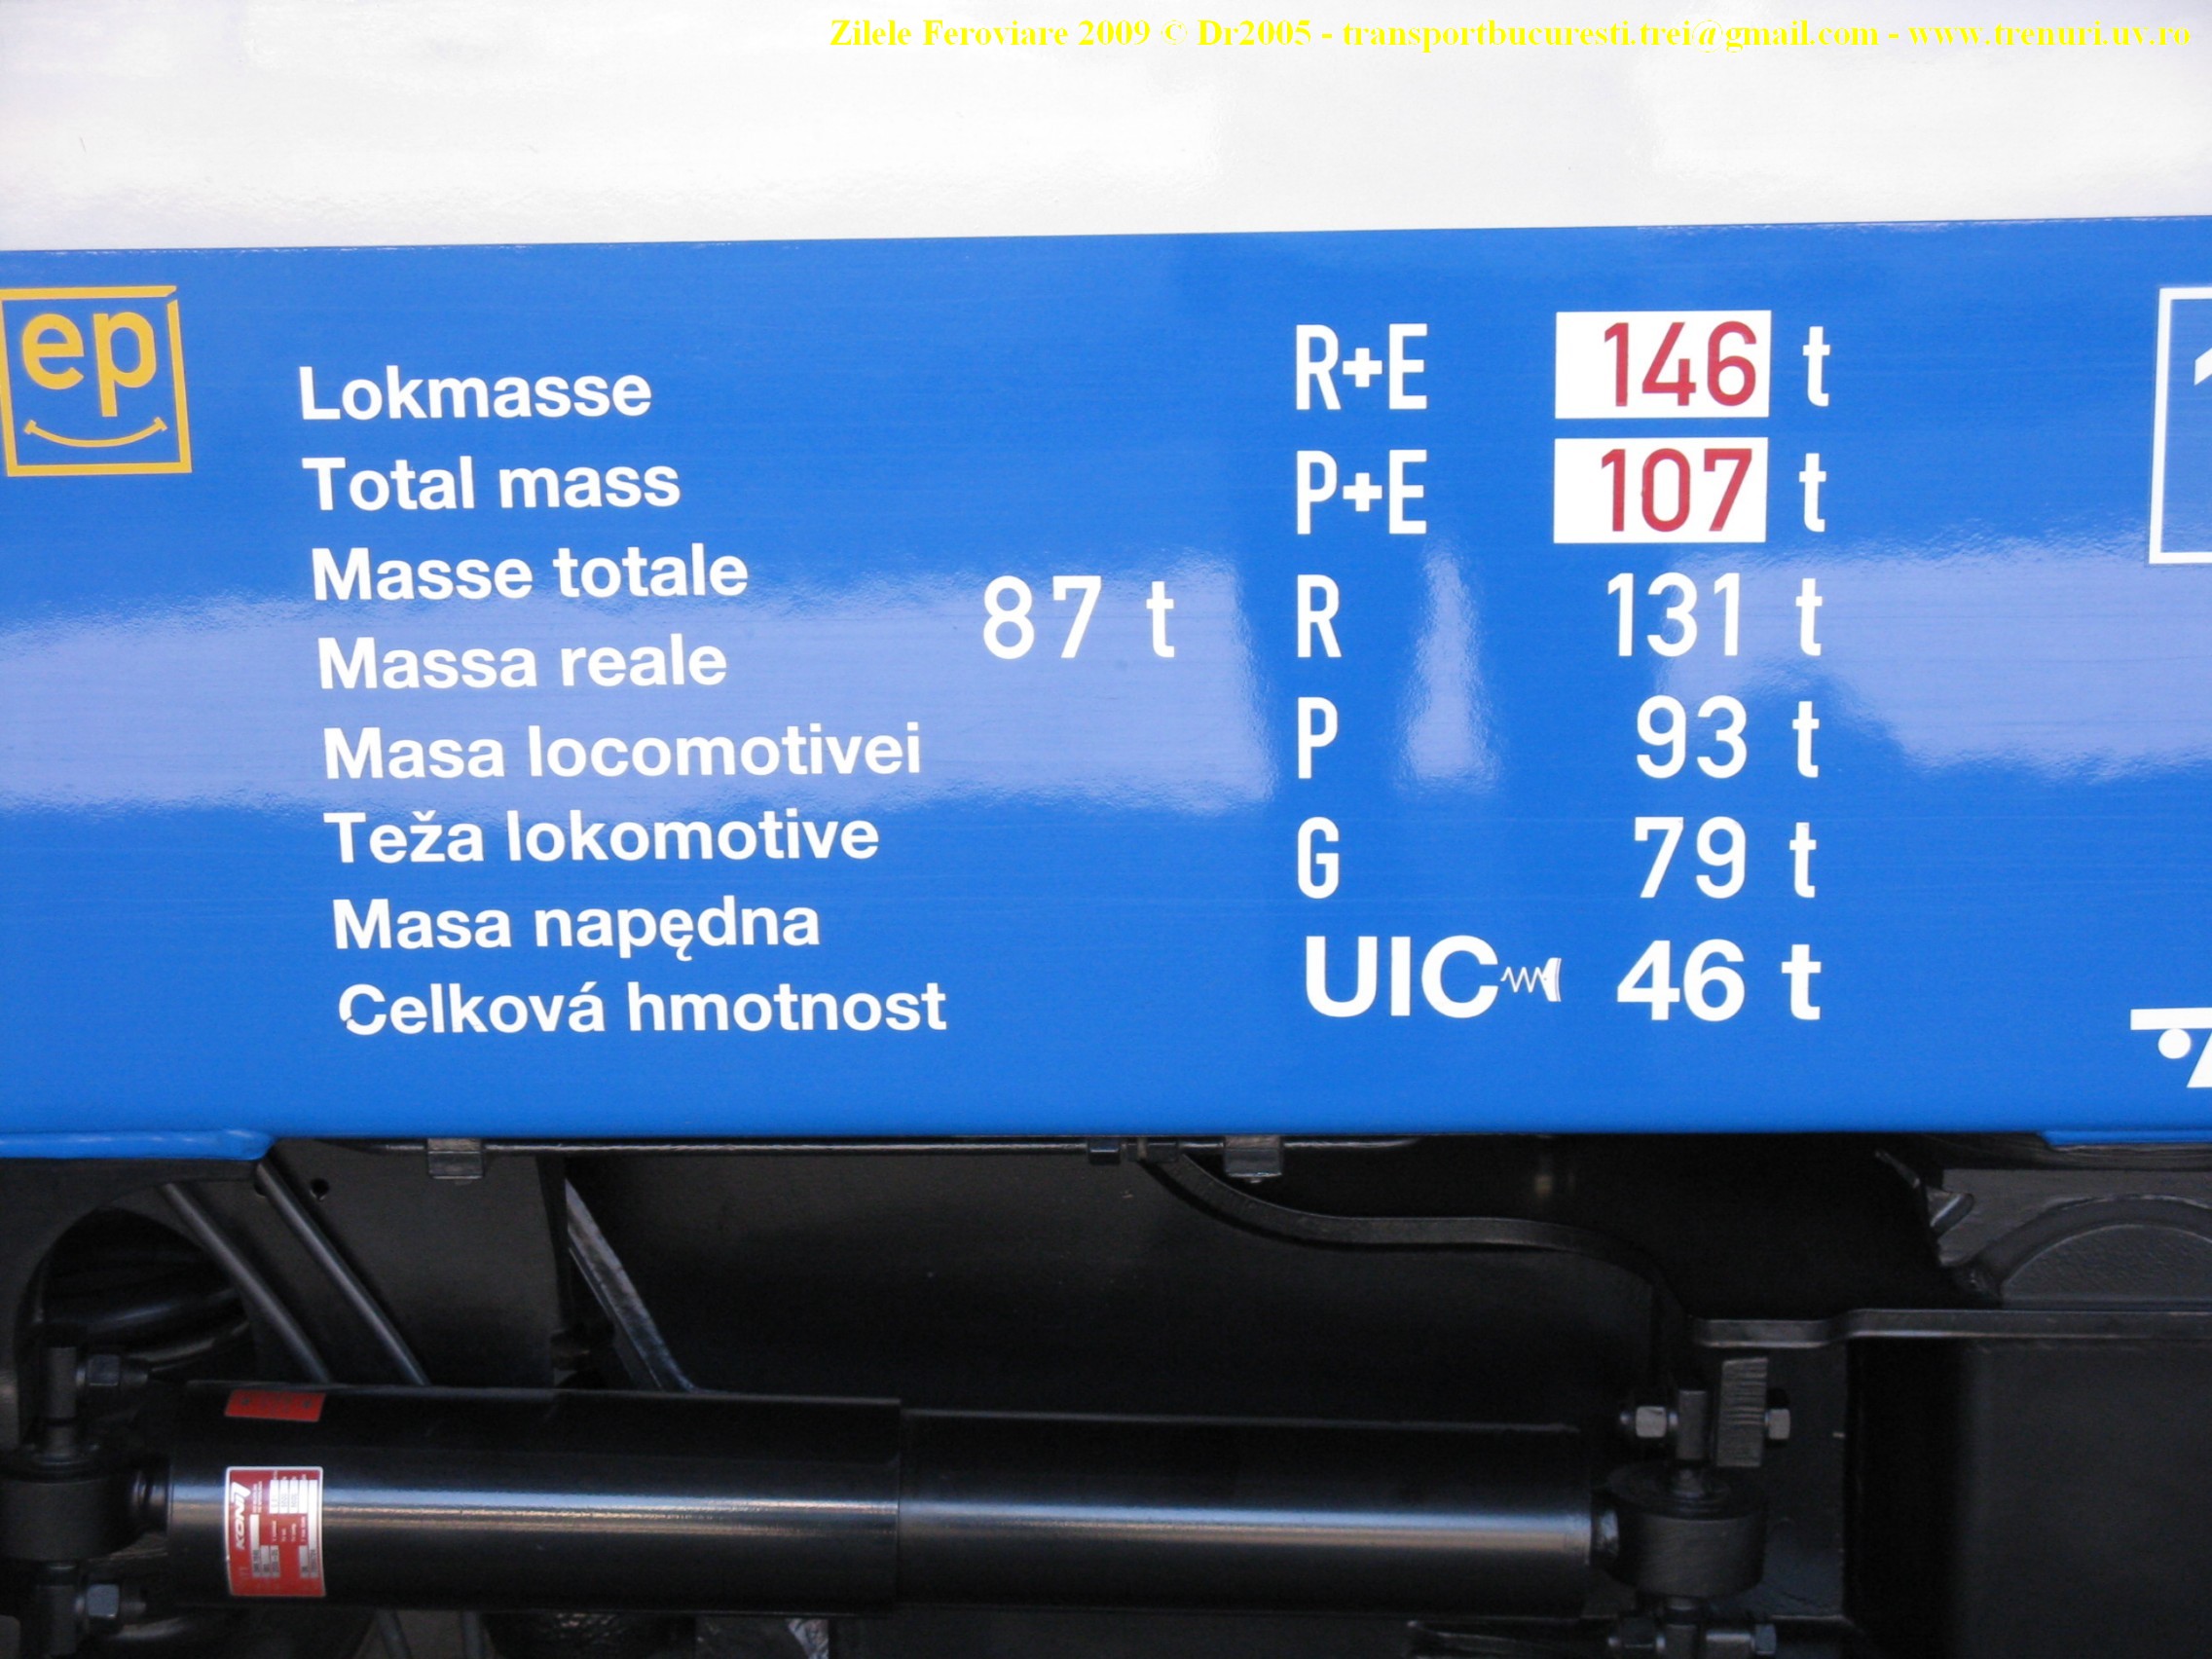 Zilele Feroviare 2009 © Dr2005 - transportbucuresti.trei@gmail.com - www.trenuri.uv.ro
ep
Lokmasse
Total mass
Masse totale
Massa reale
Masa locomotivei
Teža lokomotive
Masa napędna
Celková hmotnost
87 t
R+E 146 t
P+E 107 t
R 131 t
P 93 t
G 79 t
UIC 46 t
KONI